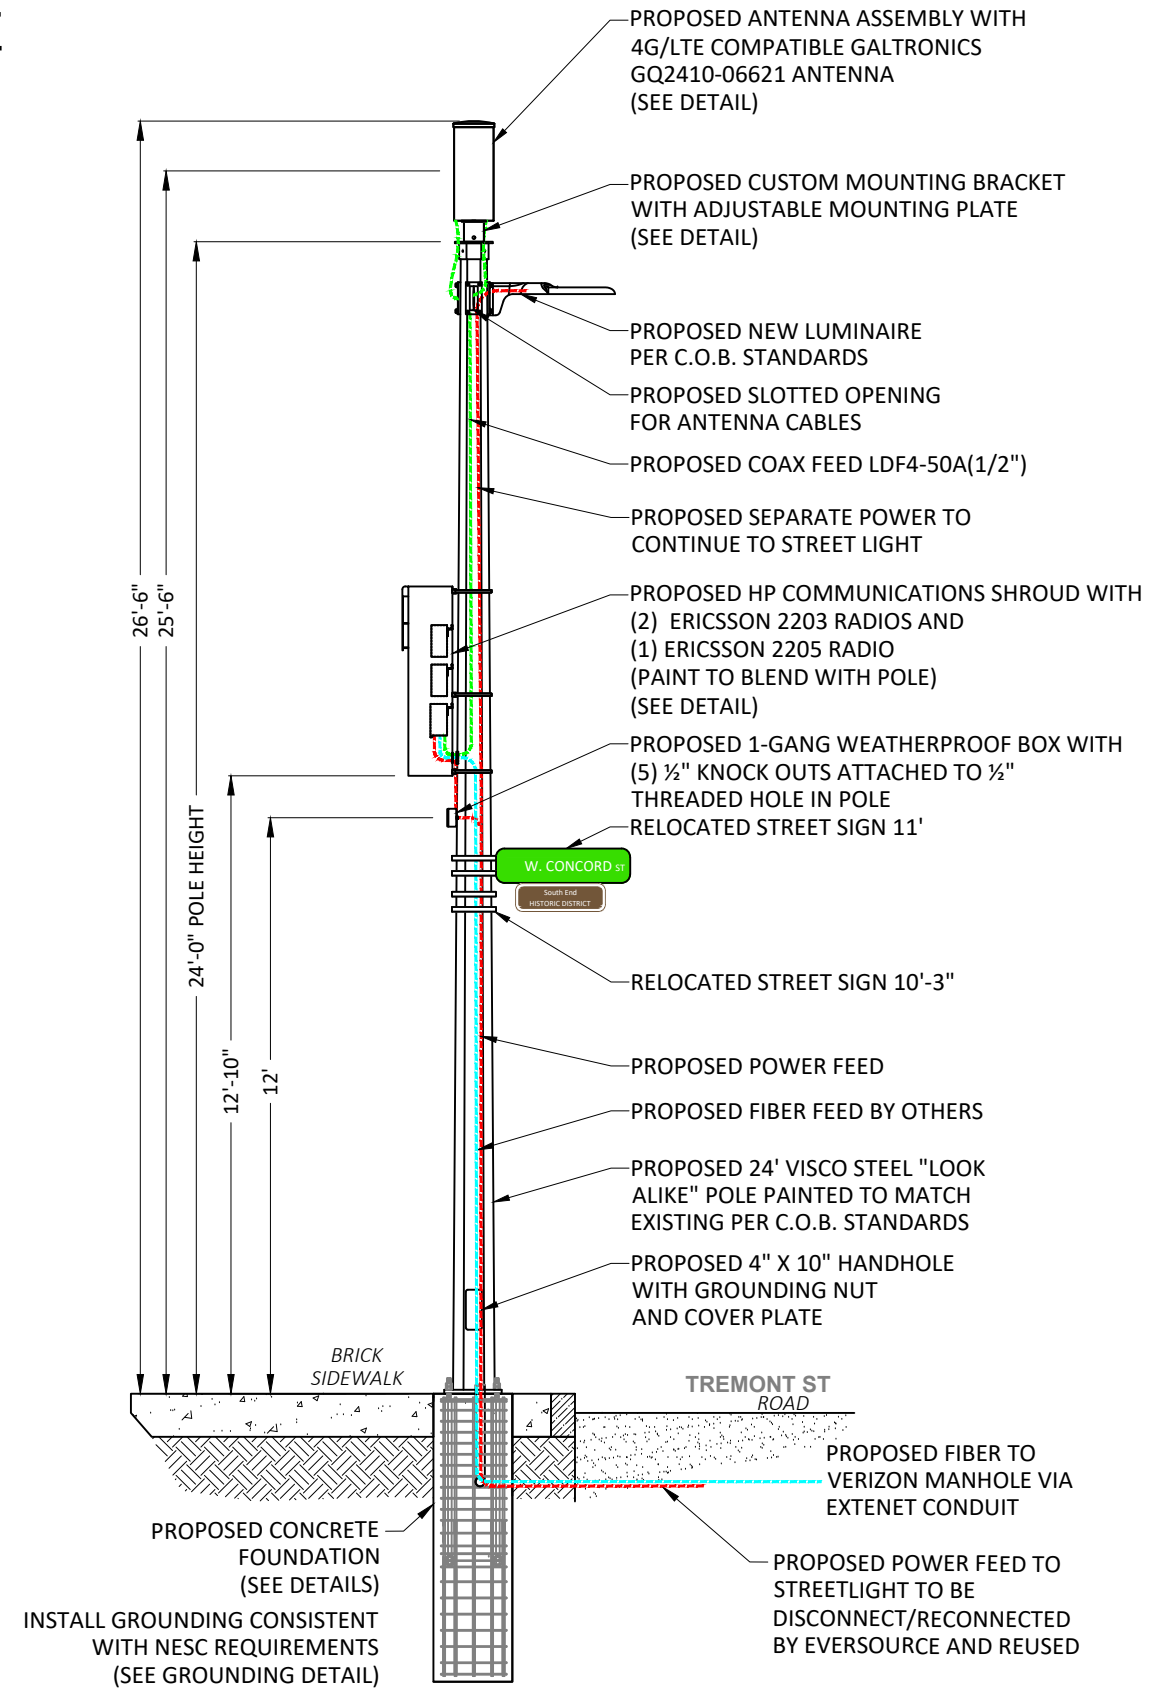 PROPOSED ANTENNA ASSEMBLY WITH
4G/LTE COMPATIBLE GALTRONICS
GQ2410-06621 ANTENNA
(SEE DETAIL)
PROPOSED CUSTOM MOUNTING BRACKET
WITH ADJUSTABLE MOUNTING PLATE
(SEE DETAIL)
PROPOSED NEW LUMINAIRE
PER C.O.B. STANDARDS
PROPOSED SLOTTED OPENING
FOR ANTENNA CABLES
PROPOSED COAX FEED LDF4-50A(1/2")
PROPOSED SEPARATE POWER TO
CONTINUE TO STREET LIGHT
PROPOSED HP COMMUNICATIONS SHROUD WITH
(2) ERICSSON 2203 RADIOS AND
(1) ERICSSON 2205 RADIO
(PAINT TO BLEND WITH POLE)
(SEE DETAIL)
PROPOSED 1-GANG WEATHERPROOF BOX WITH
(5) ½" KNOCK OUTS ATTACHED TO ½"
THREADED HOLE IN POLE
RELOCATED STREET SIGN 11'
W. CONCORD ST
South End
HISTORIC DISTRICT
RELOCATED STREET SIGN 10'-3"
PROPOSED POWER FEED
PROPOSED FIBER FEED BY OTHERS
PROPOSED 24' VISCO STEEL "LOOK
ALIKE" POLE PAINTED TO MATCH
EXISTING PER C.O.B. STANDARDS
PROPOSED 4" X 10" HANDHOLE
WITH GROUNDING NUT
AND COVER PLATE
26'-6"
25'-6"
24'-0" POLE HEIGHT
12'-10"
12'
BRICK
SIDEWALK
TREMONT ST
ROAD
PROPOSED FIBER TO
VERIZON MANHOLE VIA
EXTENET CONDUIT
PROPOSED POWER FEED TO
STREETLIGHT TO BE
DISCONNECT/RECONNECTED
BY EVERSOURCE AND REUSED
PROPOSED CONCRETE
FOUNDATION
(SEE DETAILS)
INSTALL GROUNDING CONSISTENT
WITH NESC REQUIREMENTS
(SEE GROUNDING DETAIL)